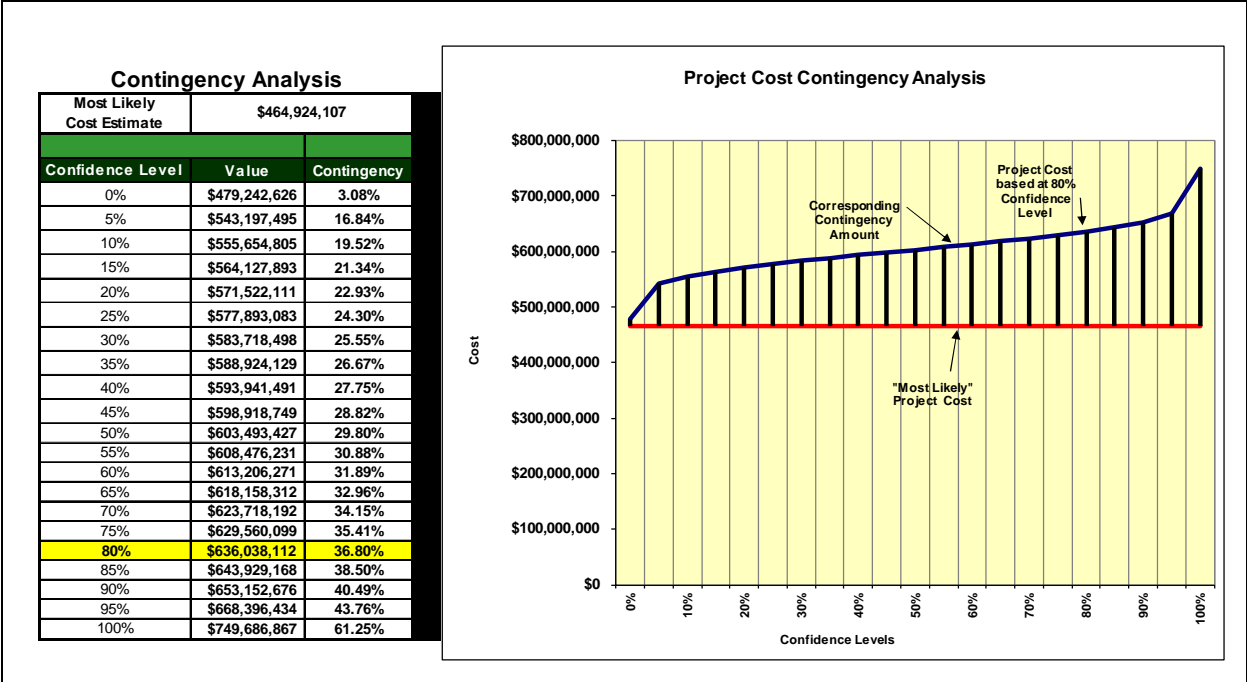 Contingency Analysis
Most Likely
Cost Estimate
$464,924,107
Confidence Level Value Contingency
0% $479,242,626 3.08%
5% $543,197,495 16.84%
10% $555,654,805 19.52%
15% $564,127,893 21.34%
20% $571,522,111 22.93%
25% $577,893,083 24.30%
30% $583,718,498 25.55%
35% $588,924,129 26.67%
40% $593,941,491 27.75%
45% $598,918,749 28.82%
50% $603,493,427 29.80%
55% $608,476,231 30.88%
60% $613,206,271 31.89%
65% $618,158,312 32.96%
70% $623,718,192 34.15%
75% $629,560,099 35.41%
80% $636,038,112 36.80%
85% $643,929,168 38.50%
90% $653,152,676 40.49%
95% $668,396,434 43.76%
100% $749,686,867 61.25%
Project Cost Contingency Analysis
$800,000,000
$700,000,000
$600,000,000
$500,000,000
$400,000,000
$300,000,000
$200,000,000
$100,000,000
$0
Cost
Corresponding
Contingency
Amount
Project Cost
based at 80%
Confidence
Level
"Most Likely"
Project Cost
0% 10% 20% 30% 40% 50% 60% 70% 80% 90% 100%
Confidence Levels